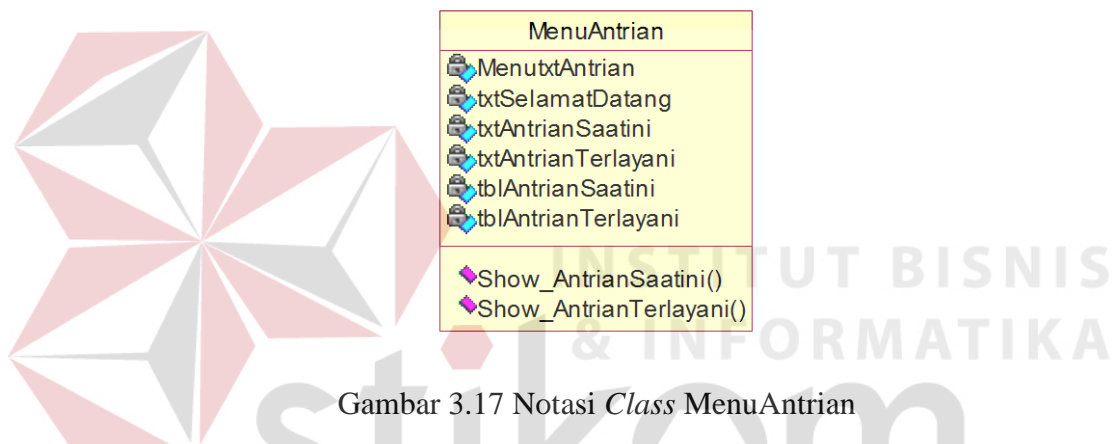 MenuAntrian
MenutxtAntrian
txtSelamatDatang
txtAntrianSaatini
txtAntrianTerlayani
tblAntrianSaatini
tblAntrianTerlayani
Show_AntrianSaatini()
Show_AntrianTerlayani()
INSTITUT BISNIS
& INFORMATIKA
stikom
Gambar 3.17 Notasi Class MenuAntrian